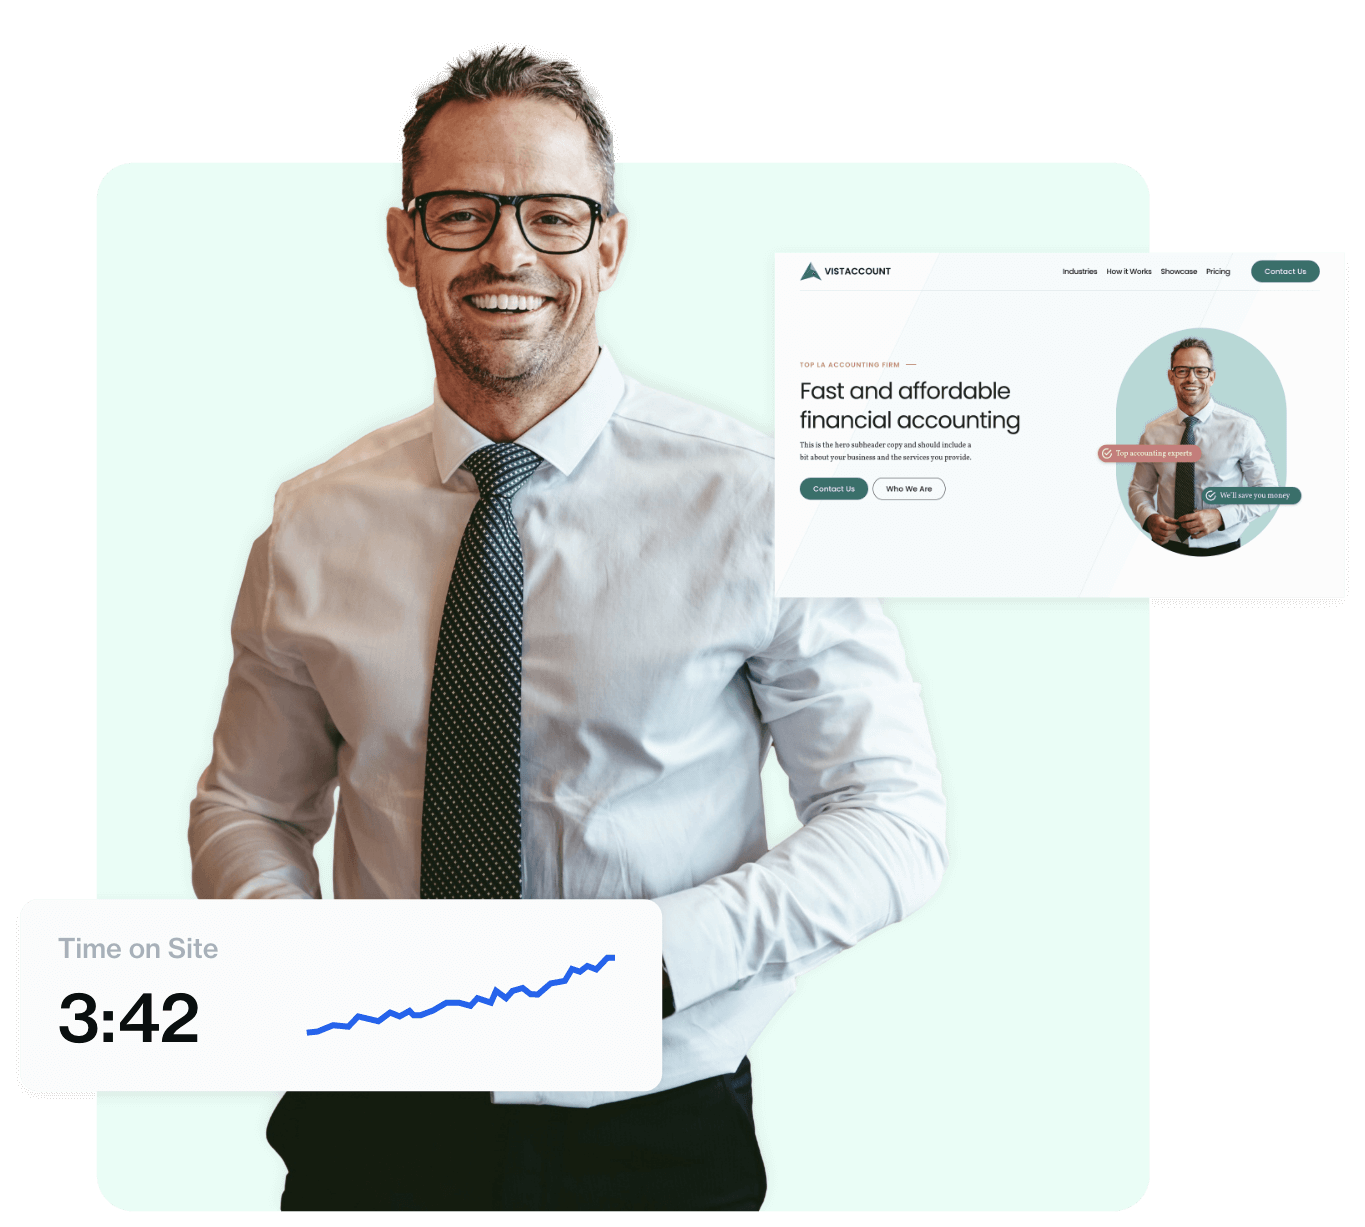 VISTACCOUNT
Industries How it Works Showcase Pricing Contact Us
TOP LA ACCOUNTING FIRM
Fast and affordable
financial accounting
This is the hero subheader copy and should include a
bit about your business and the services you provide.
Contact Us Who We Are
Top accounting experts
We'll save you money
Time on Site
3:42